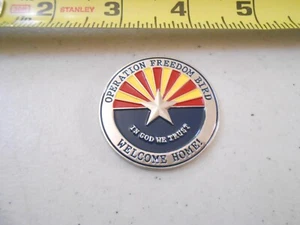 2 STANLEY 3 4 5
OPERATION FREEDOM BIRD
IN GOD WE TRUST
WELCOME HOME!